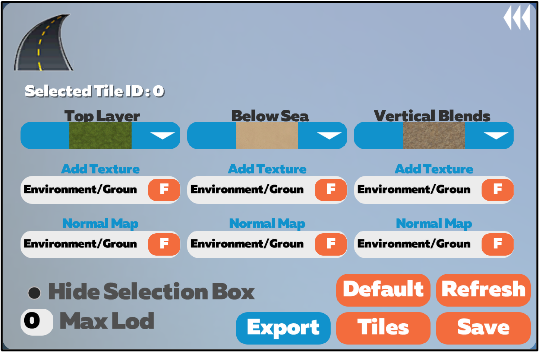 Selected Tile ID : 0
Top Layer Below Sea Vertical Blends
Add Texture Add Texture Add Texture
Environment/Groun F Environment/Groun F Environment/Groun F
Normal Map Normal Map Normal Map
Environment/Groun F Environment/Groun F Environment/Groun F
Hide Selection Box Default Refresh
0 Max Lod Export Tiles Save